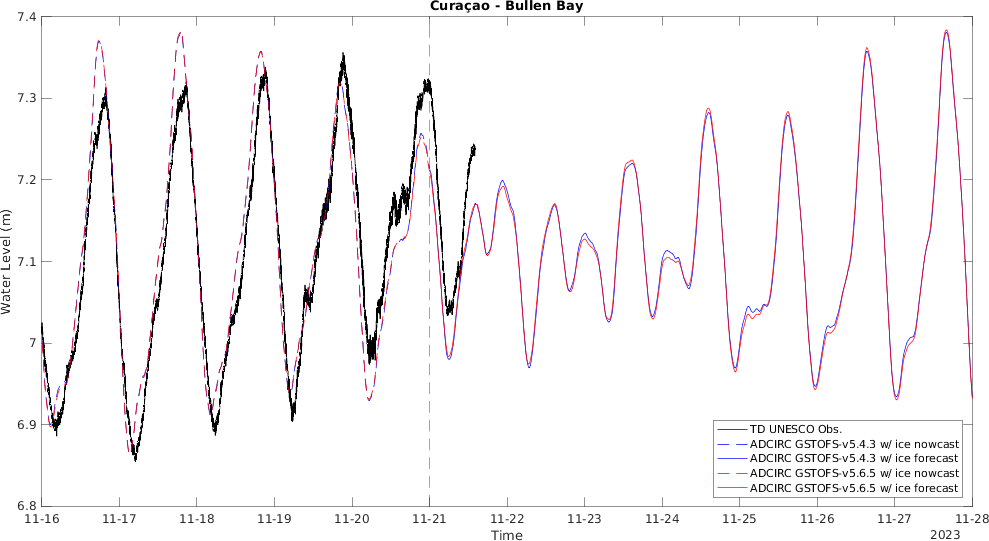 Curaçao - Bullen Bay
7.4
7.3
7.2
7.1
7
6.9
6.8
Water Level (m)
TD UNESCO Obs.
ADCIRC GSTOFS-v5.4.3 w/ ice nowcast
ADCIRC GSTOFS-v5.4.3 w/ ice forecast
ADCIRC GSTOFS-v5.6.5 w/ ice nowcast
ADCIRC GSTOFS-v5.6.5 w/ ice forecast
11-16 11-17 11-18 11-19 11-20 11-21 11-22 11-23 11-24 11-25 11-26 11-27 11-28
Time
2023